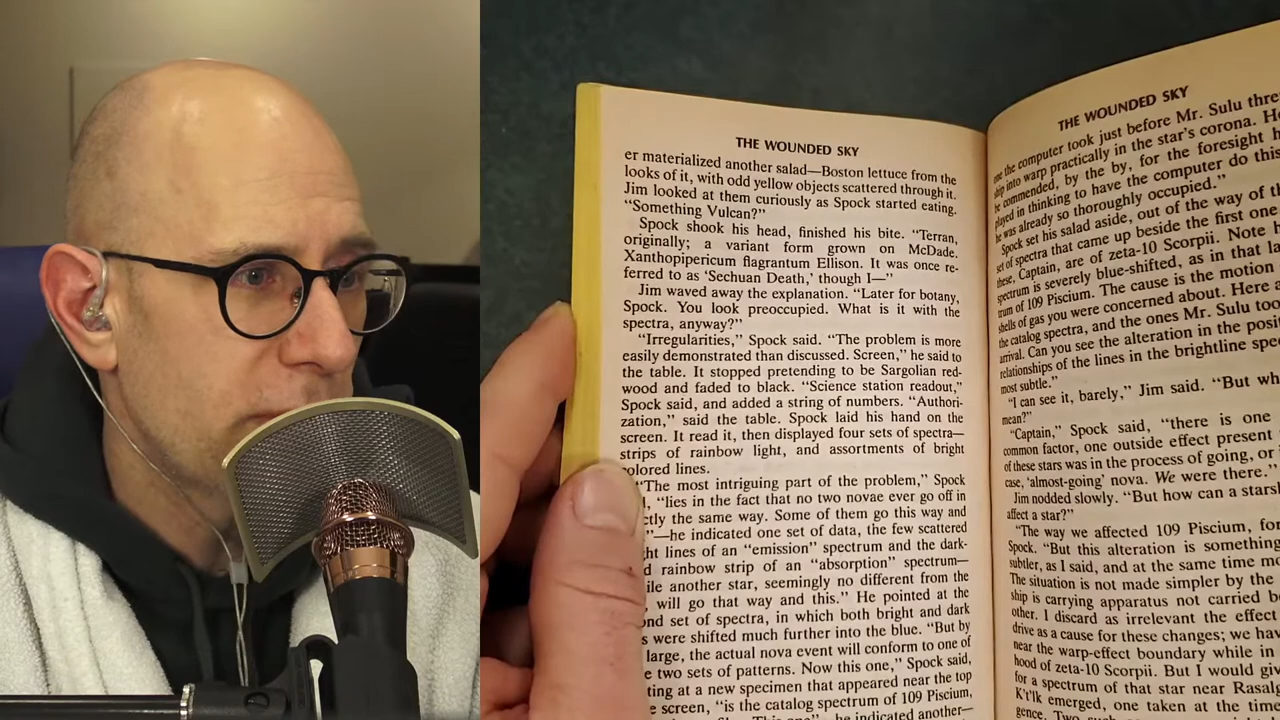 THE WOUNDED SKY
er materialized another salad—Boston lettuce from the
looks of it, with odd yellow objects scattered through it.
Jim looked at them curiously as Spock started eating.
“Something Vulcan?”
Spock shook his head, finished his bite. “Terran,
originally; a variant form grown on McDade.
Xanthopipericum flagrantum Ellison. It was once re-
ferred to as ‘Sechuan Death,’ though I—”
Jim waved away the explanation. “Later for botany,
Spock. You look preoccupied. What is it with the
spectra, anyway?”
“Irregularities,” Spock said. “The problem is more
easily demonstrated than discussed. Screen,” he said to
the table. It stopped pretending to be Sargolian red-
wood and faded to black. “Science station readout,”
Spock said, and added a string of numbers. “Authori-
zation,” said the table. Spock laid his hand on the
screen. It read it, then displayed four sets of spectra—
strips of rainbow light, and assortments of bright
colored lines.
“The most intriguing part of the problem,” Spock
“lies in the fact that no two novae ever go off in
the same way. Some of them go this way and
”—he indicated one set of data, the few scattered
lines of an “emission” spectrum and the dark-
rainbow strip of an “absorption” spectrum—
another star, seemingly no different from the
will go that way and this.” He pointed at the
set of spectra, in which both bright and dark
were shifted much further into the blue. “But by
large, the actual nova event will conform to one of
two sets of patterns. Now this one,” Spock said,
at a new specimen that appeared near the top
screen, “is the catalog spectrum of 109 Piscium,
he indicated another—
THE WOUNDED SKY
the computer took just before Mr. Sulu
into warp practically in the star’s corona.
commended, by the by, for the foresight
in thinking to have the computer do this
he was already so thoroughly occupied.”
Spock set his salad aside, out of the way of
set of spectra that came up beside the first one
these, Captain, are of zeta-10 Scorpii. Note
spectrum is severely blue-shifted, as in that
trum of 109 Piscium. The cause is the motion
shells of gas you were concerned about. Here
the catalog spectra, and the ones Mr. Sulu
arrival. Can you see the alteration in the
relationships of the lines in the brightline
most subtle.”
“I can see it, barely,” Jim said. “But
mean?”
“Captain,” Spock said, “there is one
common factor, one outside effect present
of these stars was in the process of going, or
case, ‘almost-going’ nova. We were there.”
Jim nodded slowly. “But how can a
affect a star?”
“The way we affected 109 Piscium,
Spock. “But this alteration is something
subtler, as I said, and at the same time
The situation is not made simpler by the
ship is carrying apparatus not carried
other. I discard as irrelevant the effect
drive as a cause for these changes; we
near the warp-effect boundary while in
hood of zeta-10 Scorpii. But I would
for a spectrum of that star near
K’t’lk emerged, one taken at the
gence. Two